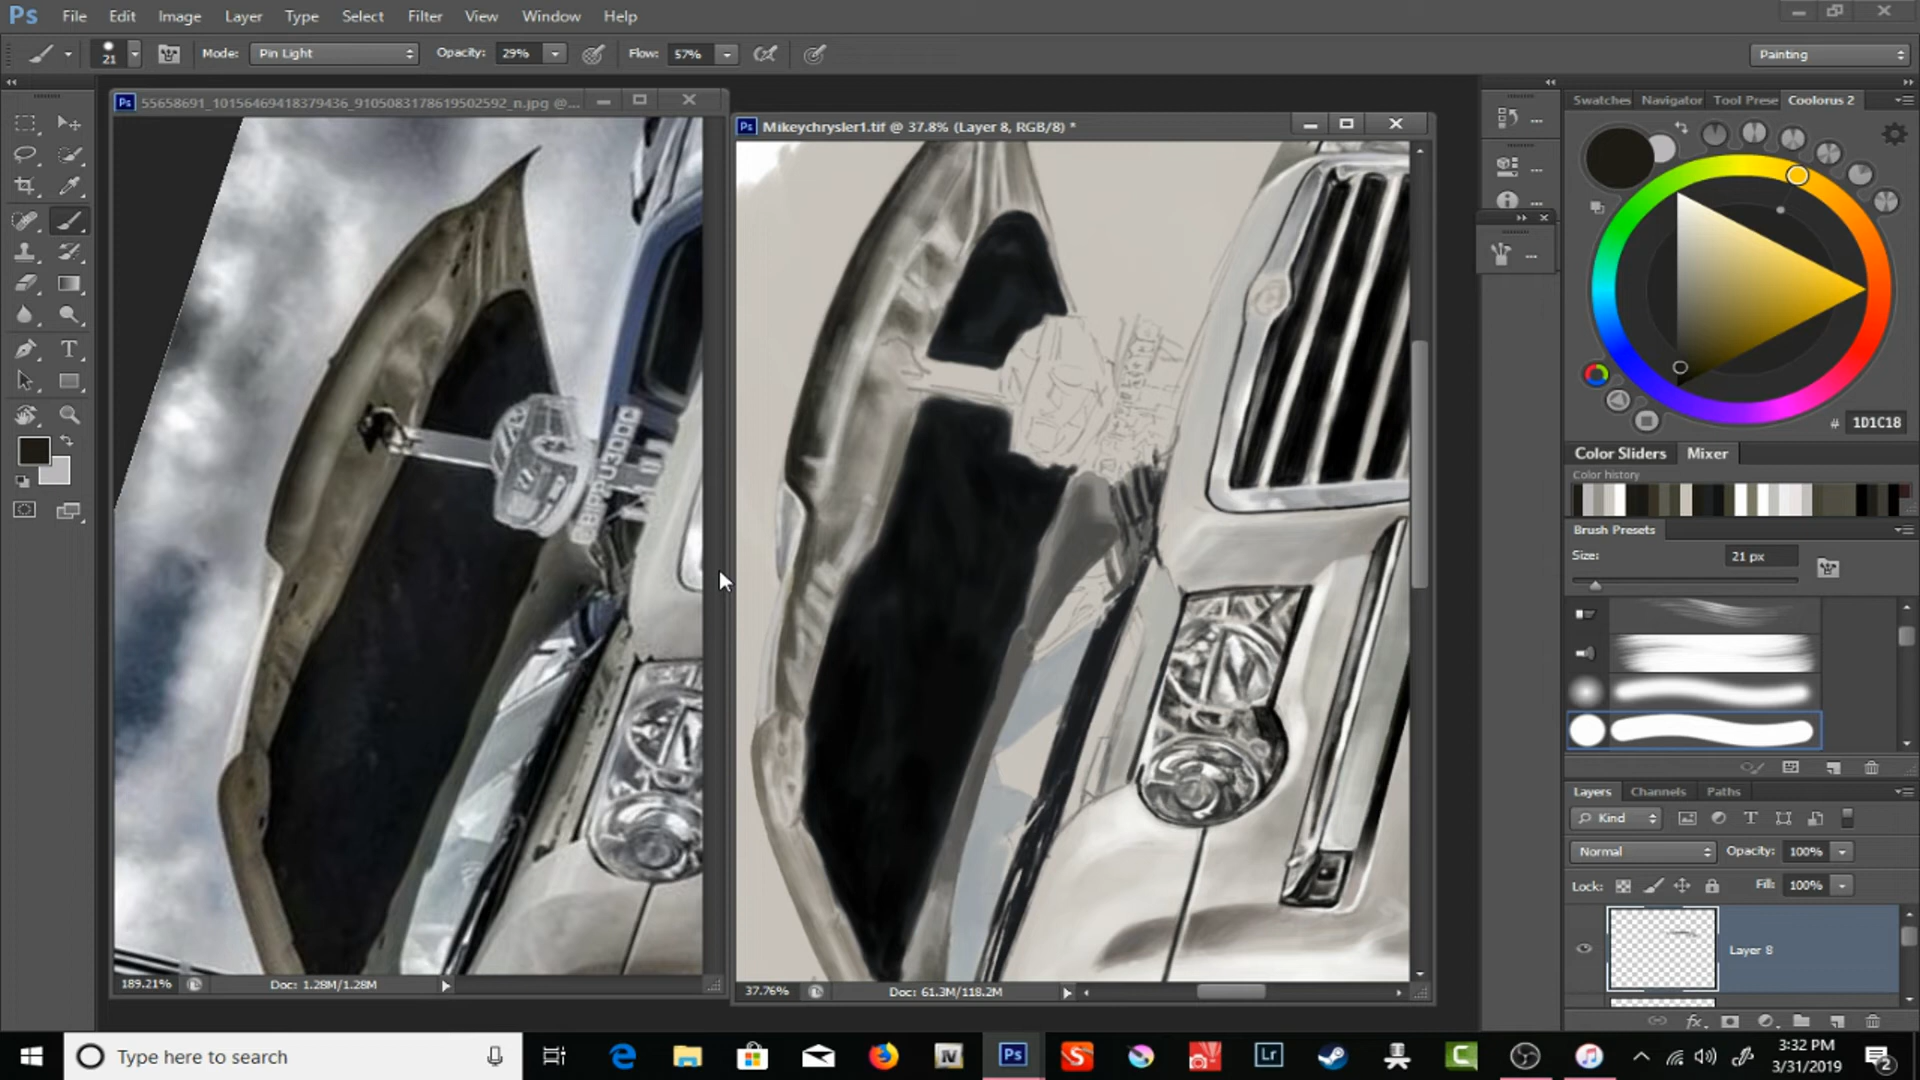 Ps File Edit Image Layer Type Select Filter View Window Help
21 Mode: Pin Light Opacity: 29% Flow: 57% Painting
55658691_10156469418379436_9105083178619502592_n.jpg @...
Mikeychrysler1.tif @ 37.8% (Layer 8, RGB/8) *
Swatches Navigator Tool Prese Coolorus 2
# 1D1C18
Color Sliders Mixer
Color history
Brush Presets
Size: 21 px
Layers Channels Paths
Kind
Normal Opacity: 100%
Lock: Fill: 100%
Layer 8
189.21% Doc: 1.28M/1.28M
37.76% Doc: 61.3M/118.2M
Type here to search
Ps
Lr
3:32 PM
3/31/2019
2